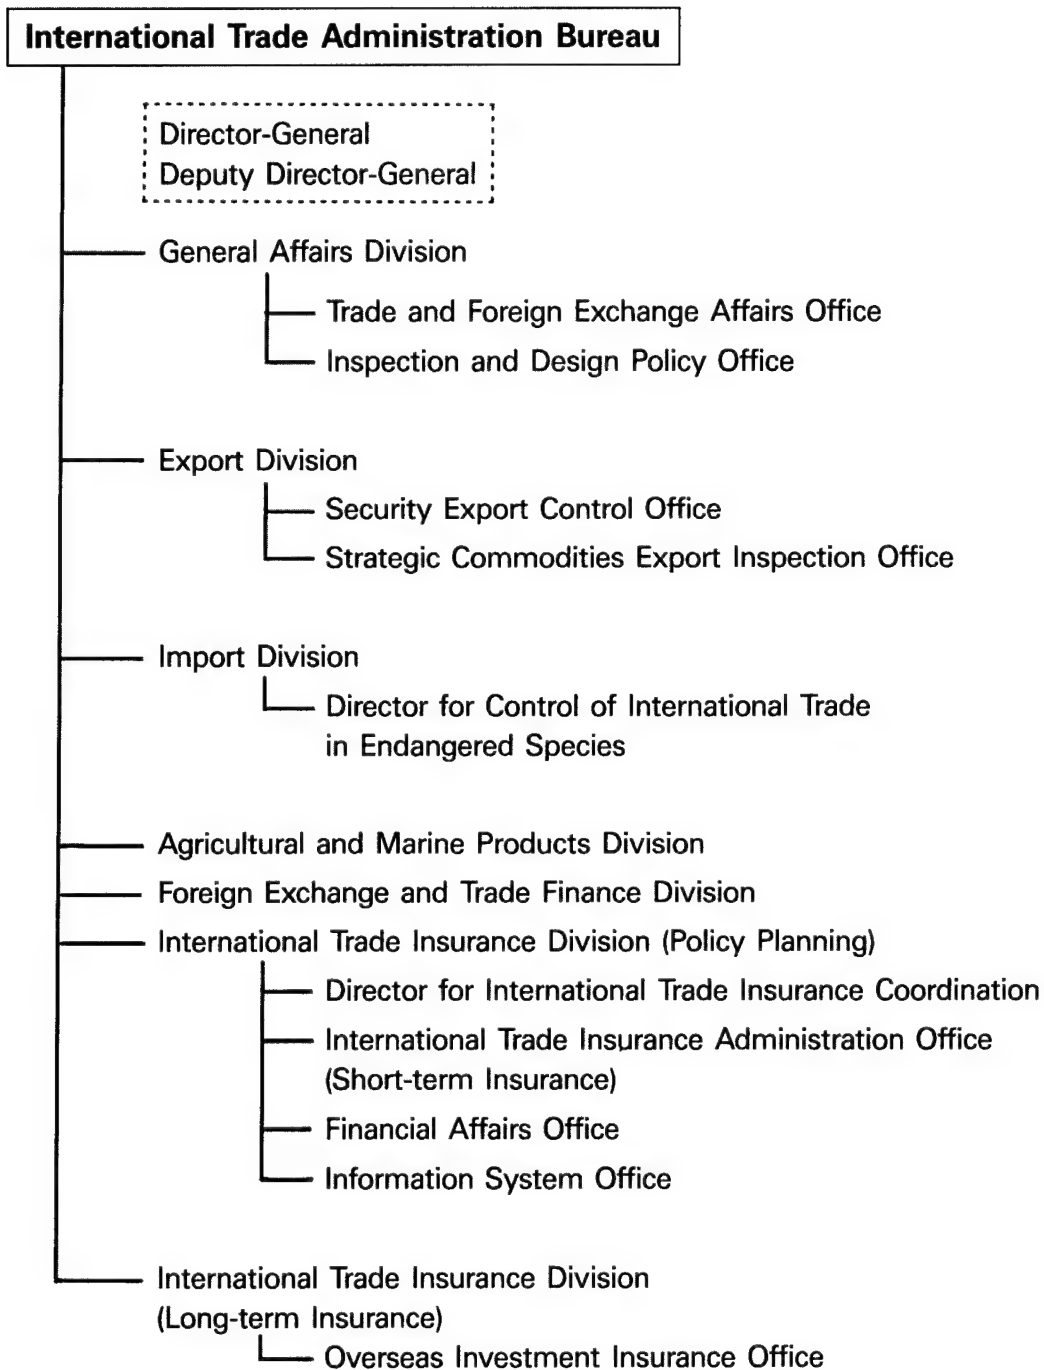 International Trade Administration Bureau
Director-General
Deputy Director-General
General Affairs Division
Trade and Foreign Exchange Affairs Office
Inspection and Design Policy Office
Export Division
Security Export Control Office
Strategic Commodities Export Inspection Office
Import Division
Director for Control of International Trade
in Endangered Species
Agricultural and Marine Products Division
Foreign Exchange and Trade Finance Division
International Trade Insurance Division (Policy Planning)
Director for International Trade Insurance Coordination
International Trade Insurance Administration Office
(Short-term Insurance)
Financial Affairs Office
Information System Office
International Trade Insurance Division
(Long-term Insurance)
Overseas Investment Insurance Office